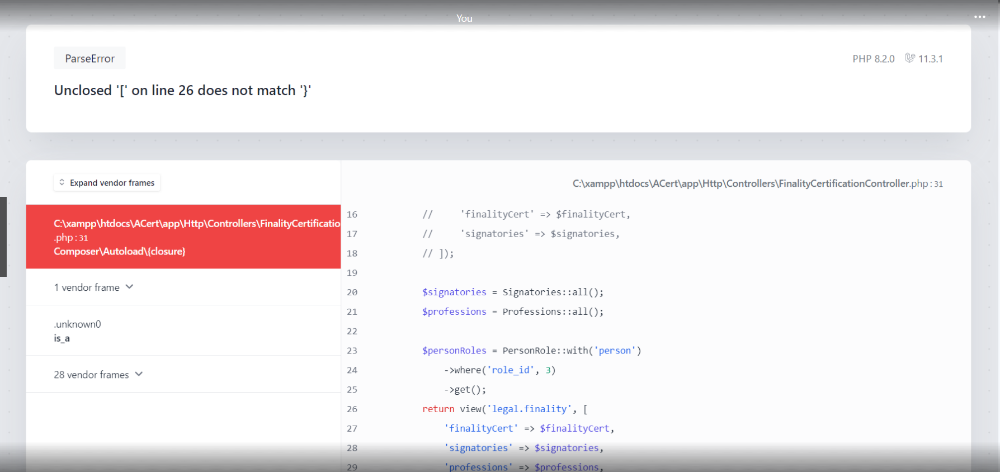 You
ParseError
PHP 8.2.0 11.3.1
Unclosed '[' on line 26 does not match '}'
Expand vendor frames
C:\xampp\htdocs\ACert\app\Http\Controllers\FinalityCertificatio
.php : 31
Composer\Autoload\{closure}
1 vendor frame
.unknown0
is_a
28 vendor frames
C:\xampp\htdocs\ACert\app\Http\Controllers\FinalityCertificationController.php : 31
16 // 'finalityCert' => $finalityCert,
17 // 'signatories' => $signatories,
18 // ]);
19
20 $signatories = Signatories::all();
21 $professions = Professions::all();
22
23 $personRoles = PersonRole::with('person')
24 ->where('role_id', 3)
25 ->get();
26 return view('legal.finality', [
27 'finalityCert' => $finalityCert,
28 'signatories' => $signatories,
29 'professions' => $professions,